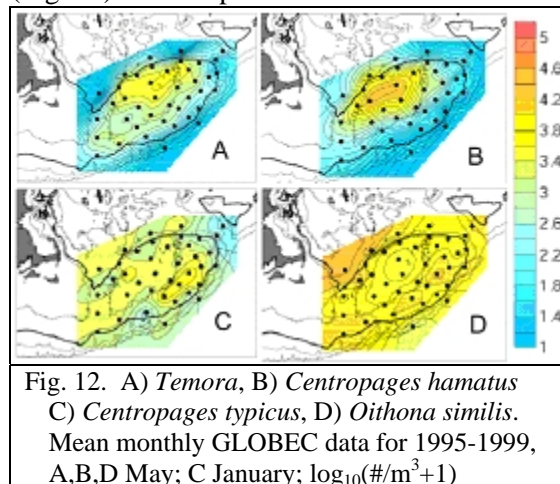 A
B
C
D
5
4.6
4.2
3.8
3.4
3
2.6
2.2
1.8
1.4
1
Fig. 12. A) Temora, B) Centropages hamatus
C) Centropages typicus, D) Oithona similis.
Mean monthly GLOBEC data for 1995-1999,
A,B,D May; C January; log₁₀(#/m³+1)